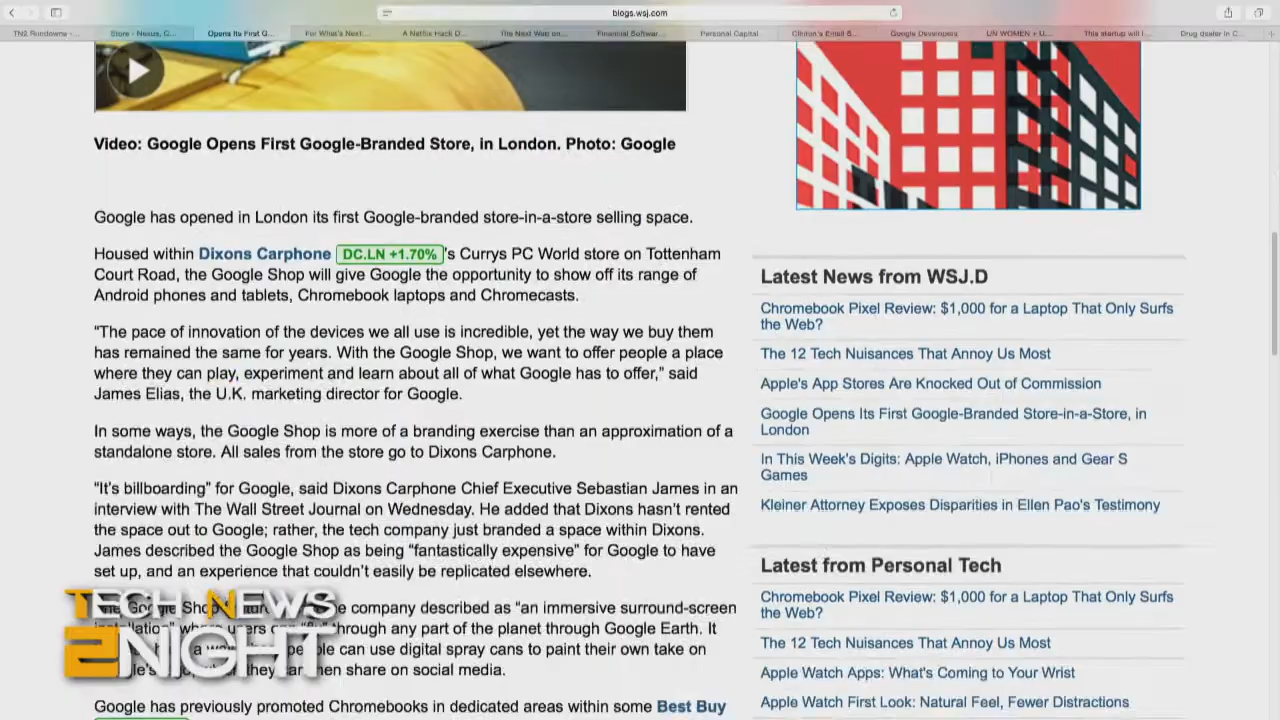 blogs.wsj.com
TN2 Rundowne -...
Store - Nexus, C...
Opens Its First G...
For What's Next...
A Netflix Hack D...
The Next Web on...
Financial Softwar...
Personal Capital
Clinton's Email S...
Google Developers
UN WOMEN + U...
This startup will l...
Drug dealer in C...
Video: Google Opens First Google-Branded Store, in London. Photo: Google
Google has opened in London its first Google-branded store-in-a-store selling space.
Housed within Dixons Carphone DC.LN +1.70% 's Currys PC World store on Tottenham
Court Road, the Google Shop will give Google the opportunity to show off its range of
Android phones and tablets, Chromebook laptops and Chromecasts.
“The pace of innovation of the devices we all use is incredible, yet the way we buy them
has remained the same for years. With the Google Shop, we want to offer people a place
where they can play, experiment and learn about all of what Google has to offer,” said
James Elias, the U.K. marketing director for Google.
In some ways, the Google Shop is more of a branding exercise than an approximation of a
standalone store. All sales from the store go to Dixons Carphone.
“It’s billboarding” for Google, said Dixons Carphone Chief Executive Sebastian James in an
interview with The Wall Street Journal on Wednesday. He added that Dixons hasn’t rented
the space out to Google; rather, the tech company just branded a space within Dixons.
James described the Google Shop as being “fantastically expensive” for Google to have
set up, and an experience that couldn’t easily be replicated elsewhere.
Google Shop company described as “an immersive surround-screen
where users can “fly” through any part of the planet through Google Earth. It
people can use digital spray cans to paint their own take on
they can then share on social media.
Google has previously promoted Chromebooks in dedicated areas within some Best Buy
TECH NEWS
2NIGHT
Latest News from WSJ.D
Chromebook Pixel Review: $1,000 for a Laptop That Only Surfs
the Web?
The 12 Tech Nuisances That Annoy Us Most
Apple's App Stores Are Knocked Out of Commission
Google Opens Its First Google-Branded Store-in-a-Store, in
London
In This Week's Digits: Apple Watch, iPhones and Gear S
Games
Kleiner Attorney Exposes Disparities in Ellen Pao's Testimony
Latest from Personal Tech
Chromebook Pixel Review: $1,000 for a Laptop That Only Surfs
the Web?
The 12 Tech Nuisances That Annoy Us Most
Apple Watch Apps: What's Coming to Your Wrist
Apple Watch First Look: Natural Feel, Fewer Distractions